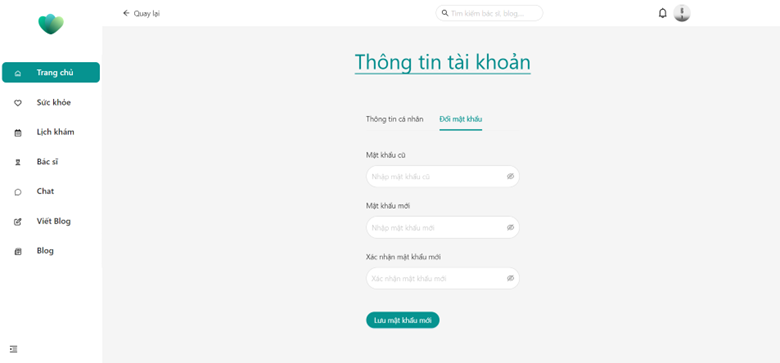 Quay lại
Tìm kiếm bác sĩ, blog,...
Trang chủ
Sức khỏe
Lịch khám
Bác sĩ
Chat
Viết Blog
Blog
Thông tin tài khoản
Thông tin cá nhân
Đổi mật khẩu
Mật khẩu cũ
Nhập mật khẩu cũ
Mật khẩu mới
Nhập mật khẩu mới
Xác nhận mật khẩu mới
Xác nhận mật khẩu mới
Lưu mật khẩu mới